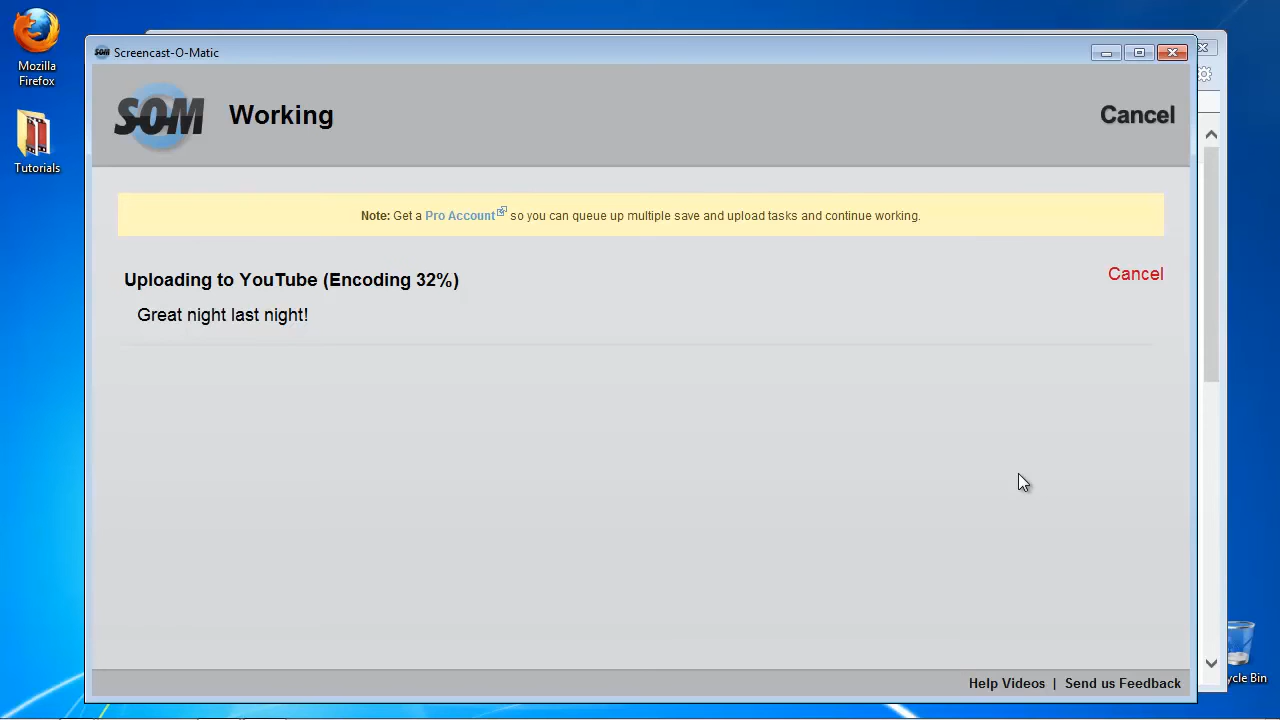 Mozilla
Firefox
Tutorials
SOM Screencast-O-Matic
S-O-M
Working
Cancel
Note: Get a Pro Account so you can queue up multiple save and upload tasks and continue working.
Uploading to YouTube (Encoding 32%)
Cancel
Great night last night!
ycle Bin
Help Videos | Send us Feedback